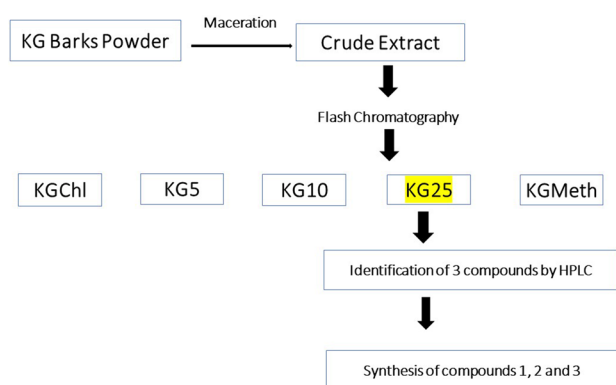 KG Barks Powder
Maceration
Crude Extract
Flash Chromatography
KGChl
KG5
KG10
KG25
KGMeth
Identification of 3 compounds by HPLC
Synthesis of compounds 1, 2 and 3